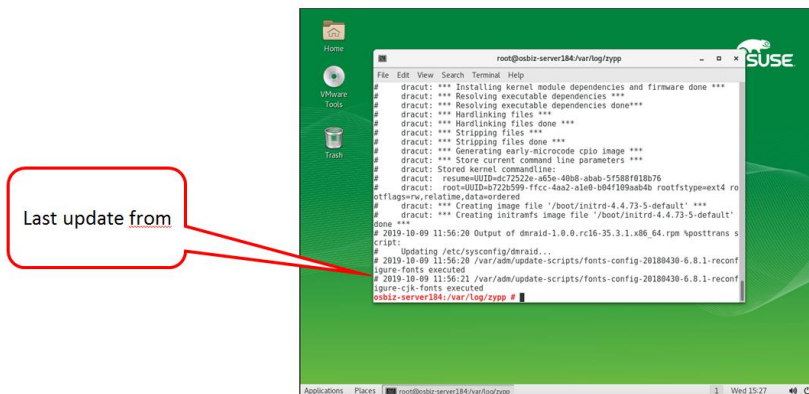 Home
VMware
Tools
Trash
SUSE
root@osbiz-server184:/var/log/zypp
File Edit View Search Terminal Help
# dracut: *** Installing kernel module dependencies and firmware done ***
# dracut: *** Resolving executable dependencies ***
# dracut: *** Resolving executable dependencies done***
# dracut: *** Hardlinking files ***
# dracut: *** Hardlinking files done ***
# dracut: *** Stripping files ***
# dracut: *** Stripping files done ***
# dracut: *** Generating early-microcode cpio image ***
# dracut: *** Store current command line parameters ***
# dracut: Stored kernel commandline:
# dracut: resume=UUID=dc72522e-a65e-40b8-abab-5f588f018b76
# dracut: root=UUID=b722b599-ffcc-4aa2-a1e0-b04f109aab4b rootfstype=ext4 ro
otflags=rw,relatime,data=ordered
# dracut: *** Creating image file '/boot/initrd-4.4.73-5-default' ***
# dracut: *** Creating initramfs image file '/boot/initrd-4.4.73-5-default'
done ***
# 2019-10-09 11:56:20 Output of dmraid-1.0.0.rc16-35.3.1.x86_64.rpm %posttrans s
cript:
# Updating /etc/sysconfig/dmraid...
# 2019-10-09 11:56:20 /var/adm/update-scripts/fonts-config-20180430-6.8.1-reconf
igure-fonts executed
# 2019-10-09 11:56:21 /var/adm/update-scripts/fonts-config-20180430-6.8.1-reconf
igure-cjk-fonts executed
osbiz-server184:/var/log/zypp #
Last update from
Applications Places root@osbiz-server184:/var/log/zypp 1 Wed 15:27